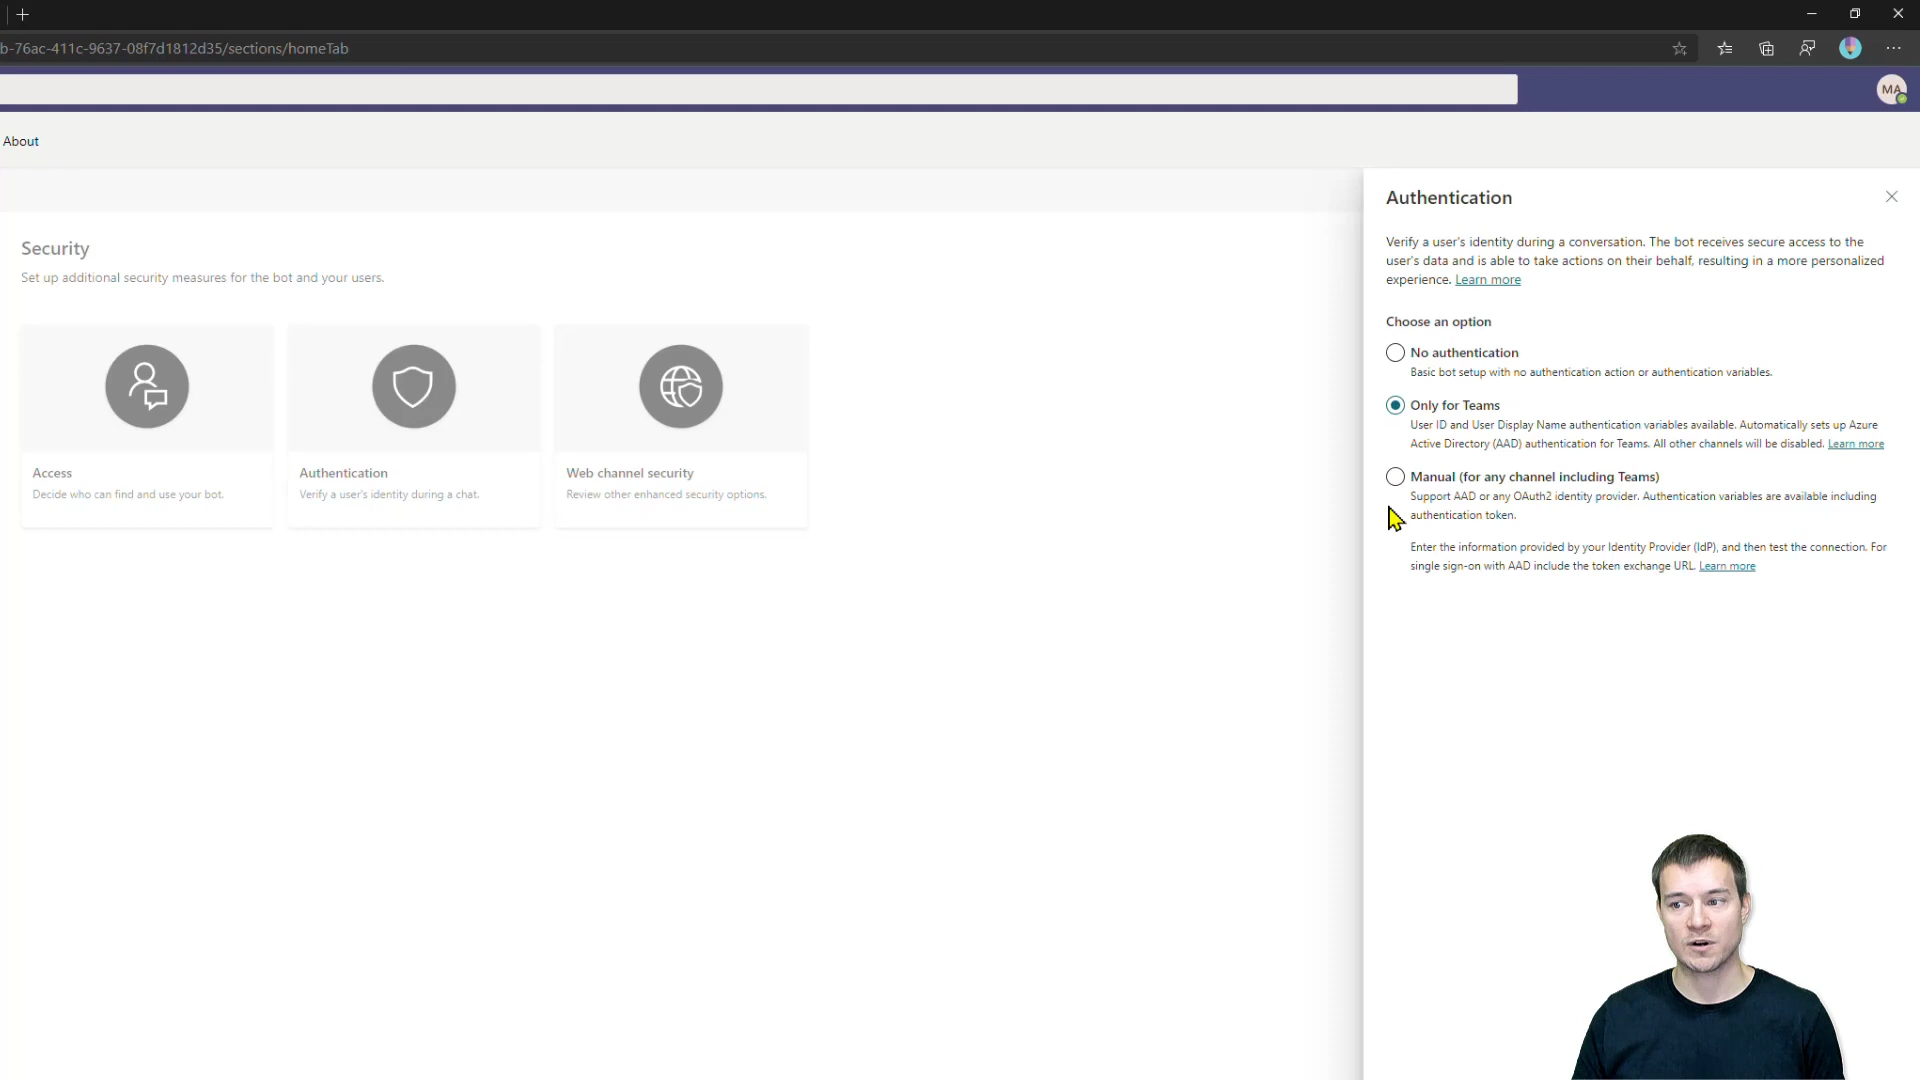 b-76ac-411c-9637-08f7d1812d35/sections/homeTab
MA
About
Security
Set up additional security measures for the bot and your users.
Access
Decide who can find and use your bot.
Authentication
Verify a user's identity during a chat.
Web channel security
Review other enhanced security options.
Authentication
Verify a user's identity during a conversation. The bot receives secure access to the
user's data and is able to take actions on their behalf, resulting in a more personalized
experience. Learn more
Choose an option
No authentication
Basic bot setup with no authentication action or authentication variables.
Only for Teams
User ID and User Display Name authentication variables available. Automatically sets up Azure
Active Directory (AAD) authentication for Teams. All other channels will be disabled. Learn more
Manual (for any channel including Teams)
Support AAD or any OAuth2 identity provider. Authentication variables are available including
authentication token.
Enter the information provided by your Identity Provider (IdP), and then test the connection. For
single sign-on with AAD include the token exchange URL. Learn more